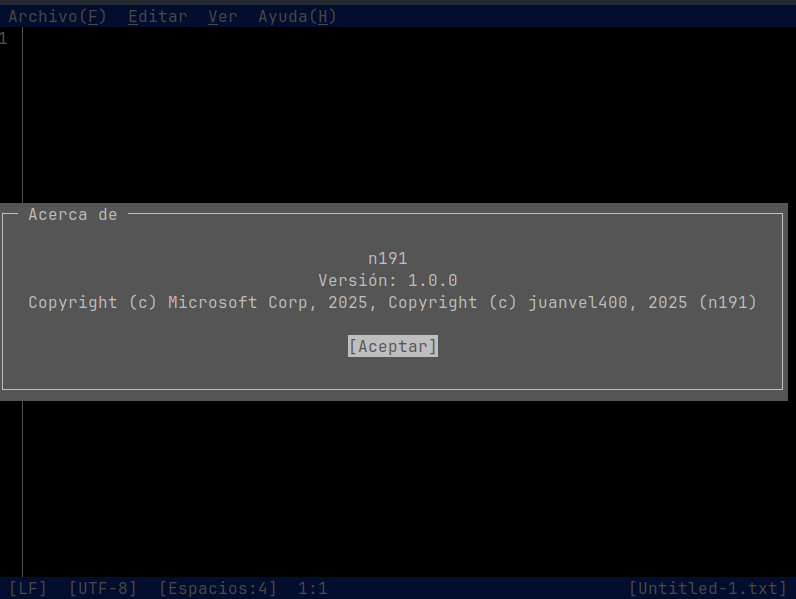 Archivo(F)  Editar  Ver  Ayuda(H)
1
Acerca de
n191
Versión: 1.0.0
Copyright (c) Microsoft Corp, 2025, Copyright (c) juanvel400, 2025 (n191)
[Aceptar]
[LF]  [UTF-8]  [Espacios:4]  1:1  [Untitled-1.txt]